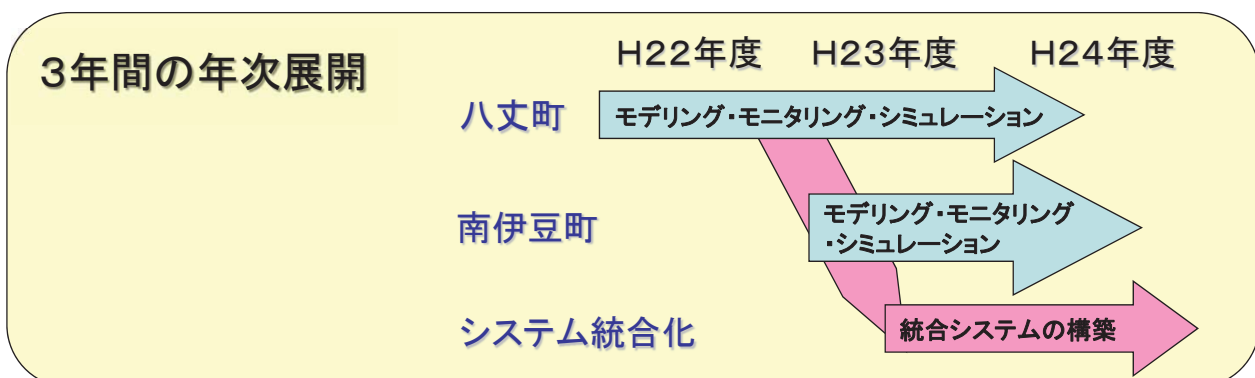 3年間の年次展開
H22年度 H23年度 H24年度
八丈町
モデリング・モニタリング・シミュレーション
南伊豆町
モデリング・モニタリング
・シミュレーション
システム統合化
統合システムの構築